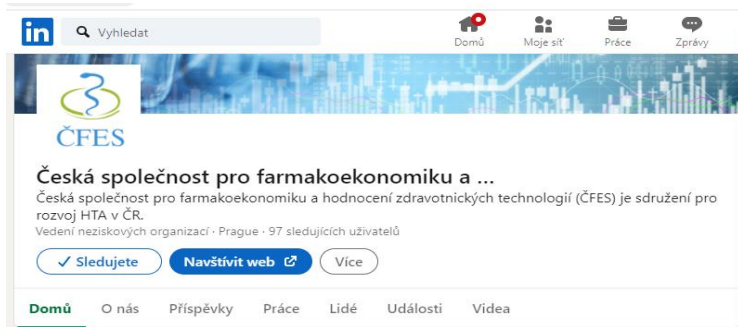 in
Vyhledat
Domů Moje síť Práce Zprávy
ČFES
Česká společnost pro farmakoekonomiku a ...
Česká společnost pro farmakoekonomiku a hodnocení zdravotnických technologií (ČFES) je sdružení pro
rozvoj HTA v ČR.
Vedení neziskových organizací · Prague · 97 sledujících uživatelů
✓ Sledujete Navštívit web Více
Domů O nás Příspěvky Práce Lidé Události Videa